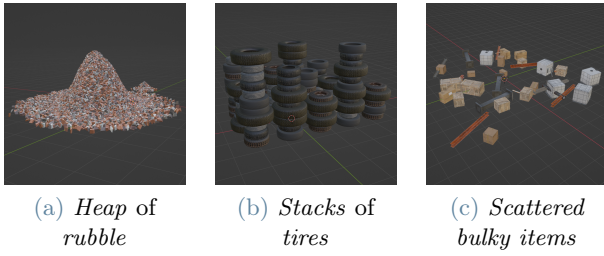 (a) Heap of
rubble
(b) Stacks of
tires
(c) Scattered
bulky items